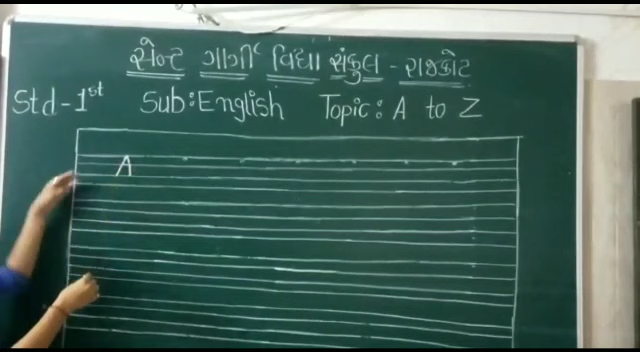 સેન્ટ ગાર્ગી વિદ્યા સંકુલ - રાજકોટ
Std-1st Sub:English Topic: A to Z
A